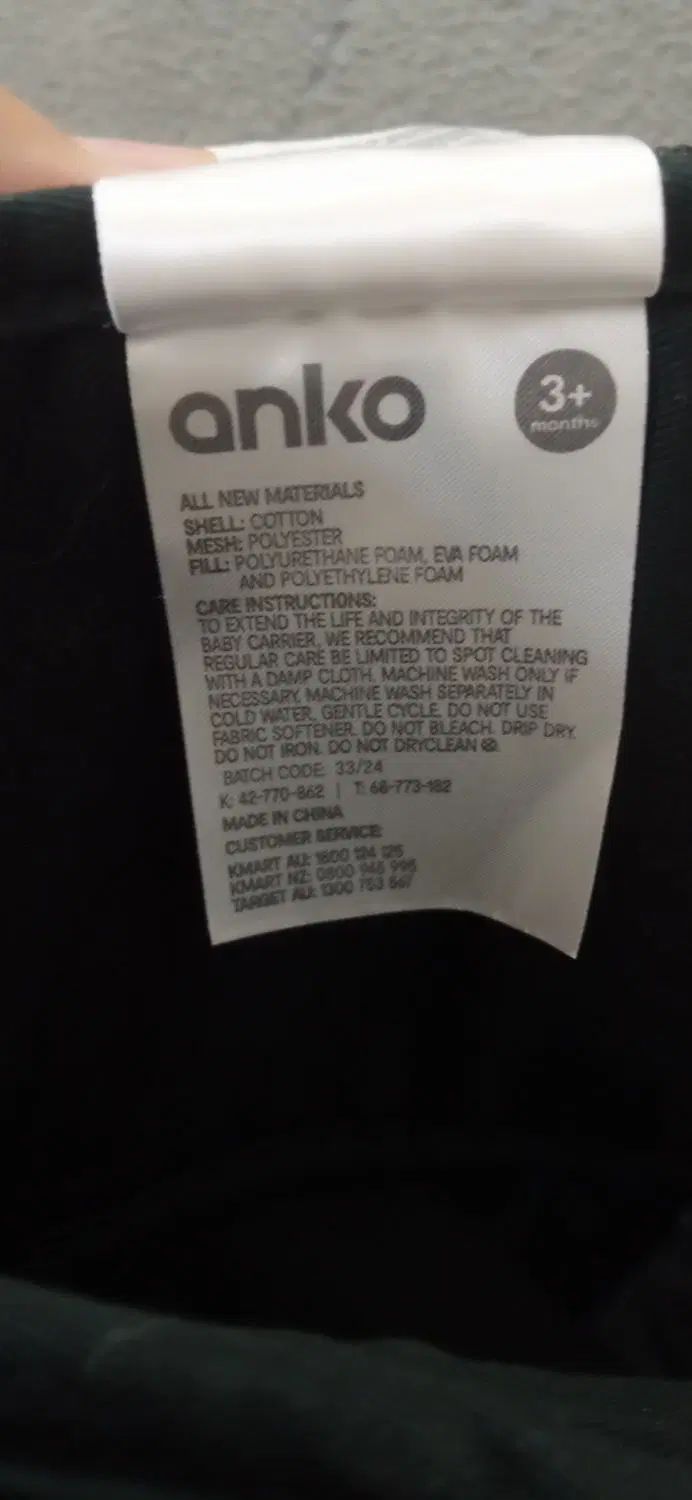 anko
3+
months
ALL NEW MATERIALS
SHELL: COTTON
MESH: POLYESTER
FILL: POLYURETHANE FOAM, EVA FOAM
AND POLYETHYLENE FOAM
CARE INSTRUCTIONS:
TO EXTEND THE LIFE AND INTEGRITY OF THE
BABY CARRIER, WE RECOMMEND THAT
REGULAR CARE BE LIMITED TO SPOT CLEANING
WITH A DAMP CLOTH. MACHINE WASH ONLY IF
NECESSARY. MACHINE WASH SEPARATELY IN
COLD WATER. GENTLE CYCLE. DO NOT USE
FABRIC SOFTENER. DO NOT BLEACH. DRIP DRY.
DO NOT IRON. DO NOT DRYCLEAN
BATCH CODE: 33/24
K: 42-770-862 | T: 68-773-182
MADE IN CHINA
CUSTOMER SERVICE:
KMART AU: 1800 124 125
KMART NZ: 0800 945 995
TARGET AU: 1300 753 567